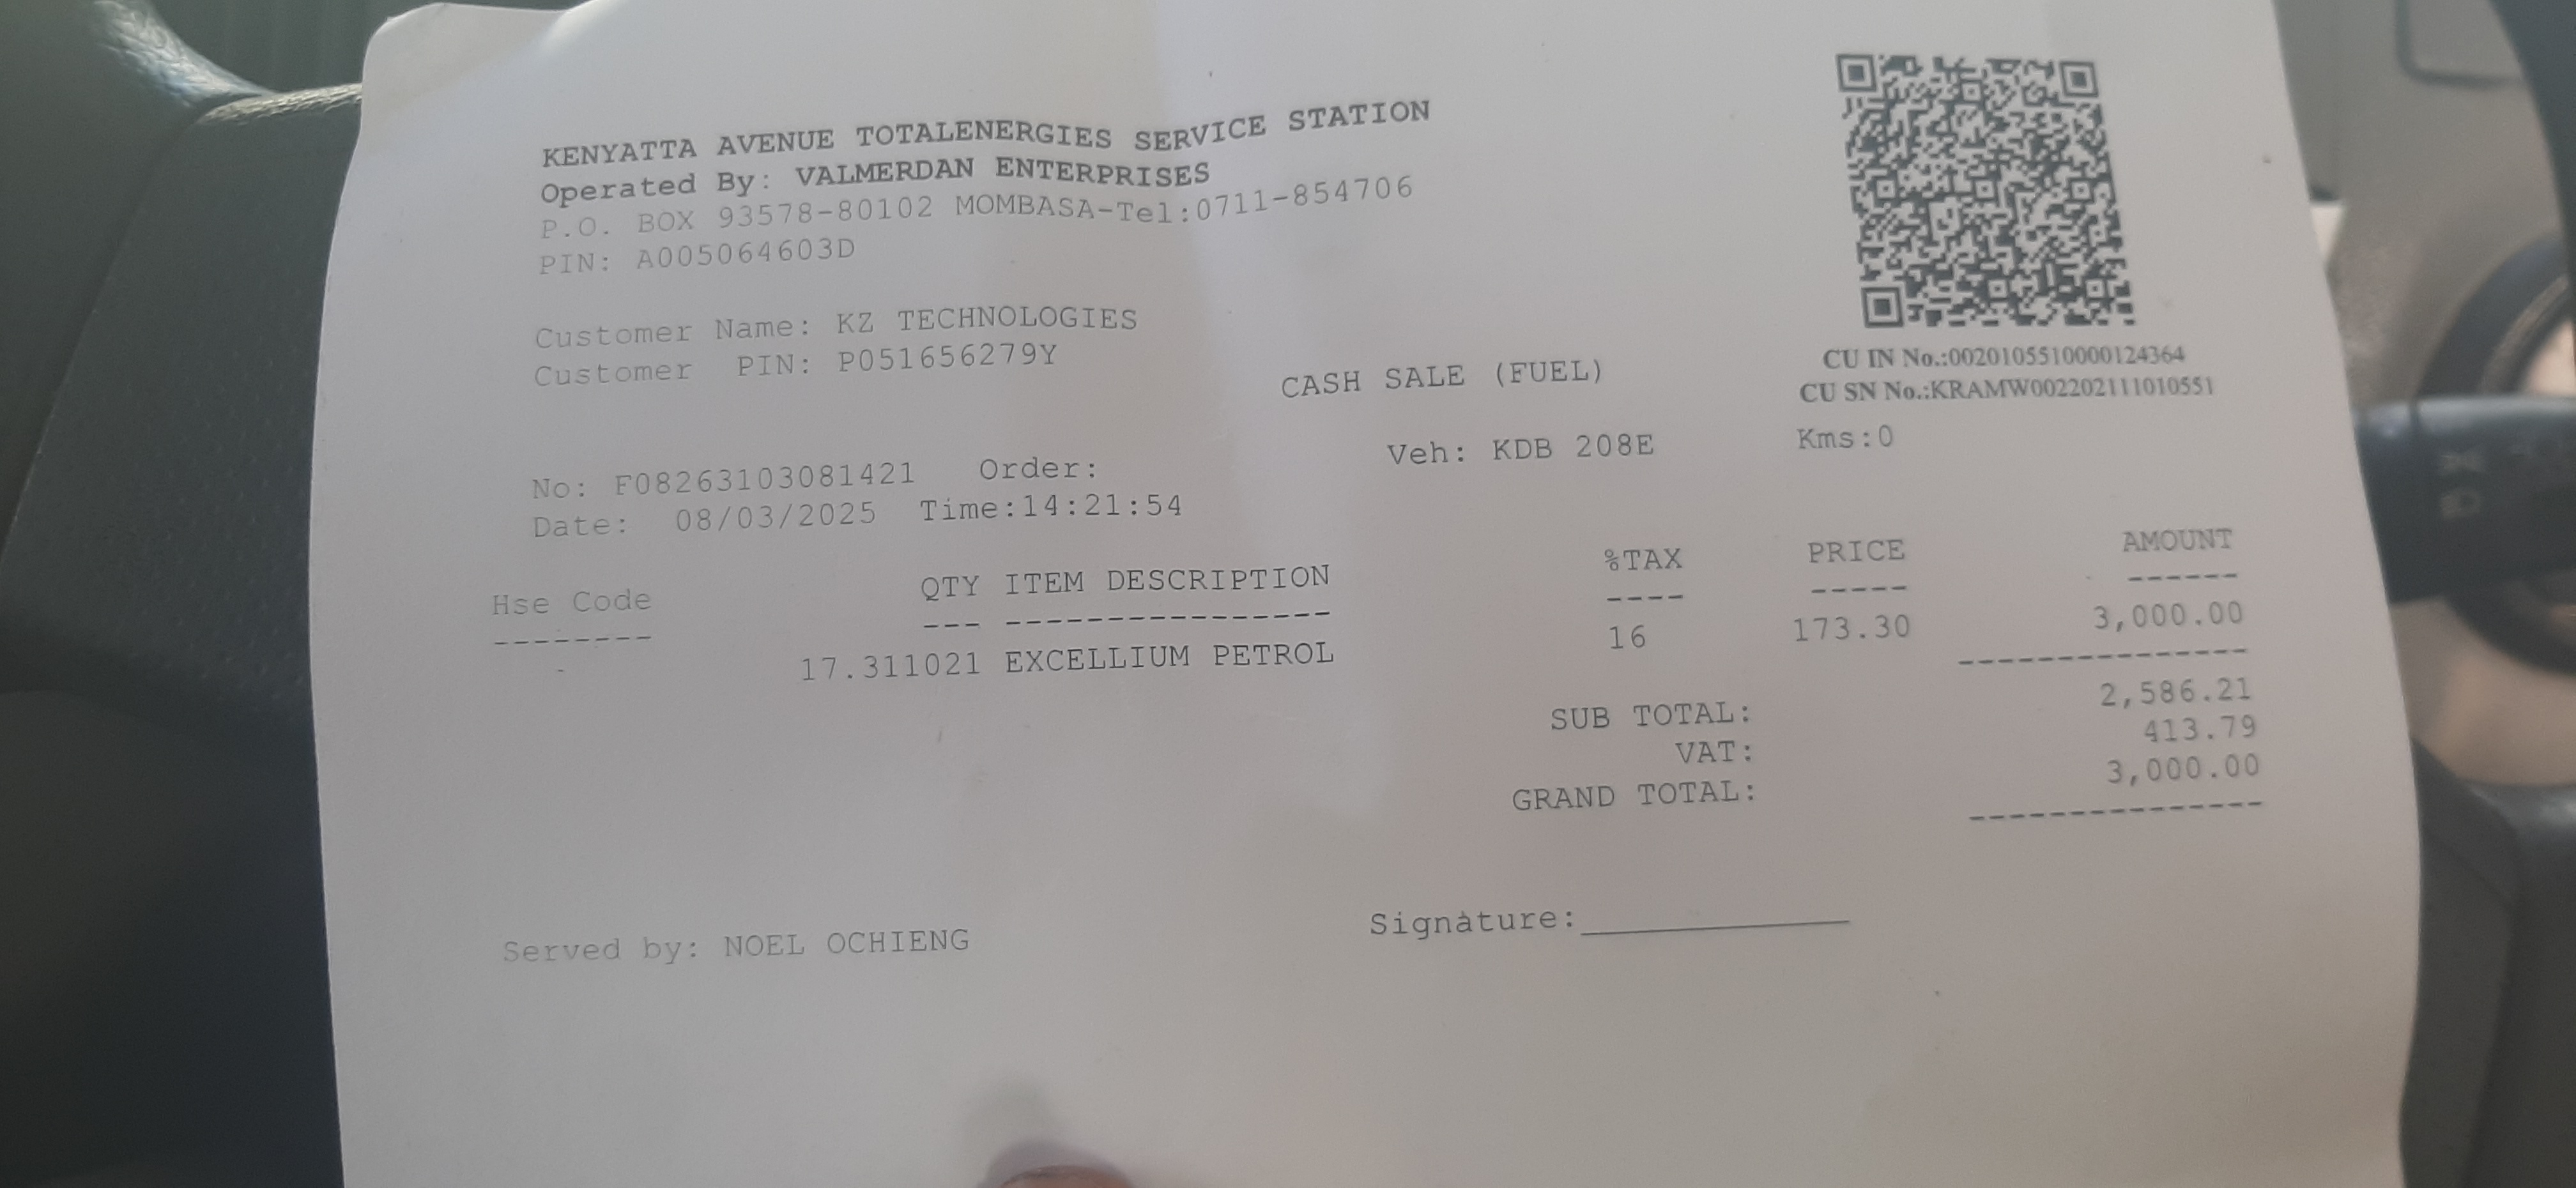 KENYATTA AVENUE TOTALENERGIES SERVICE STATION
Operated By: VALMERDAN ENTERPRISES
P.O. BOX 93578-80102 MOMBASA-Tel:0711-854706
PIN: A005064603D
Customer Name: KZ TECHNOLOGIES
Customer PIN: P051656279Y
CASH SALE (FUEL)
CU IN No.:0020105510000124364
CU SN No.:KRAMW002202111010551
No: F08263103081421 Order: Veh: KDB 208E Kms:0
Date: 08/03/2025 Time:14:21:54
Hse Code QTY ITEM DESCRIPTION %TAX PRICE AMOUNT
-------- --- ---------------- ---- ----- ------
- 17.311021 EXCELLIUM PETROL 16 173.30 3,000.00
--------------
SUB TOTAL: 2,586.21
VAT: 413.79
GRAND TOTAL: 3,000.00
--------------
Served by: NOEL OCHIENG Signature:______________